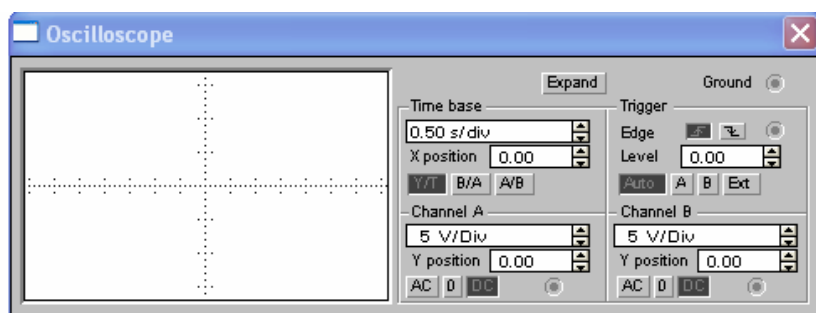 Oscilloscope
Expand Ground
Time base
0.50 s/div
X position 0.00
Y/T B/A A/B
Trigger
Edge
Level 0.00
Auto A B Ext
Channel A
5 V/Div
Y position 0.00
AC 0 DC
Channel B
5 V/Div
Y position 0.00
AC 0 DC